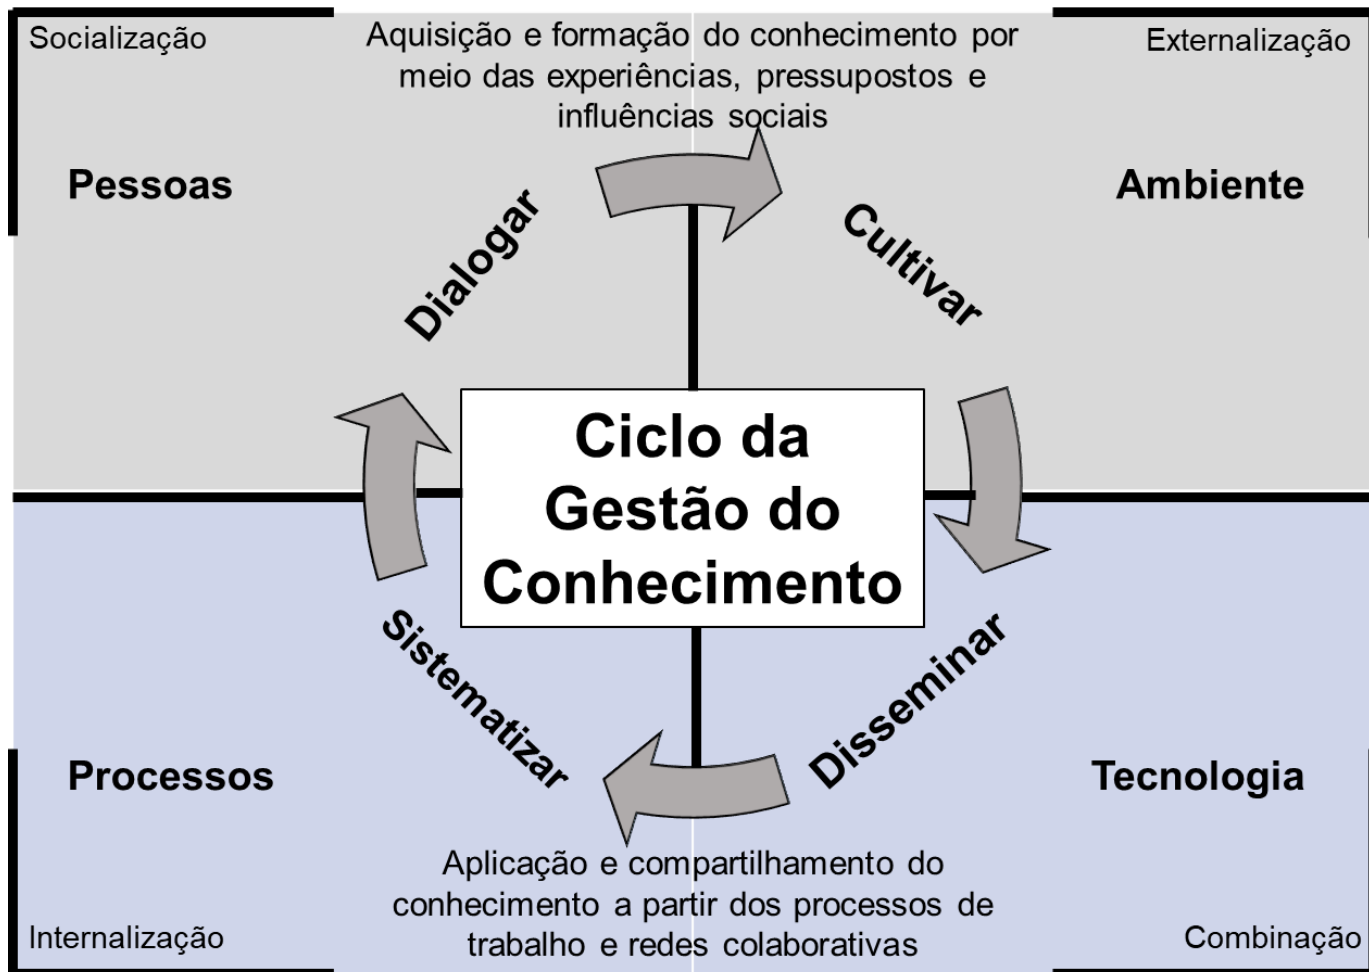 Socialização
Aquisição e formação do conhecimento por
meio das experiências, pressupostos e
influências sociais
Externalização
Pessoas
Ambiente
Dialogar
Cultivar
Ciclo da
Gestão do
Conhecimento
Sistematizar
Disseminar
Processos
Tecnologia
Aplicação e compartilhamento do
conhecimento a partir dos processos de
trabalho e redes colaborativas
Internalização
Combinação